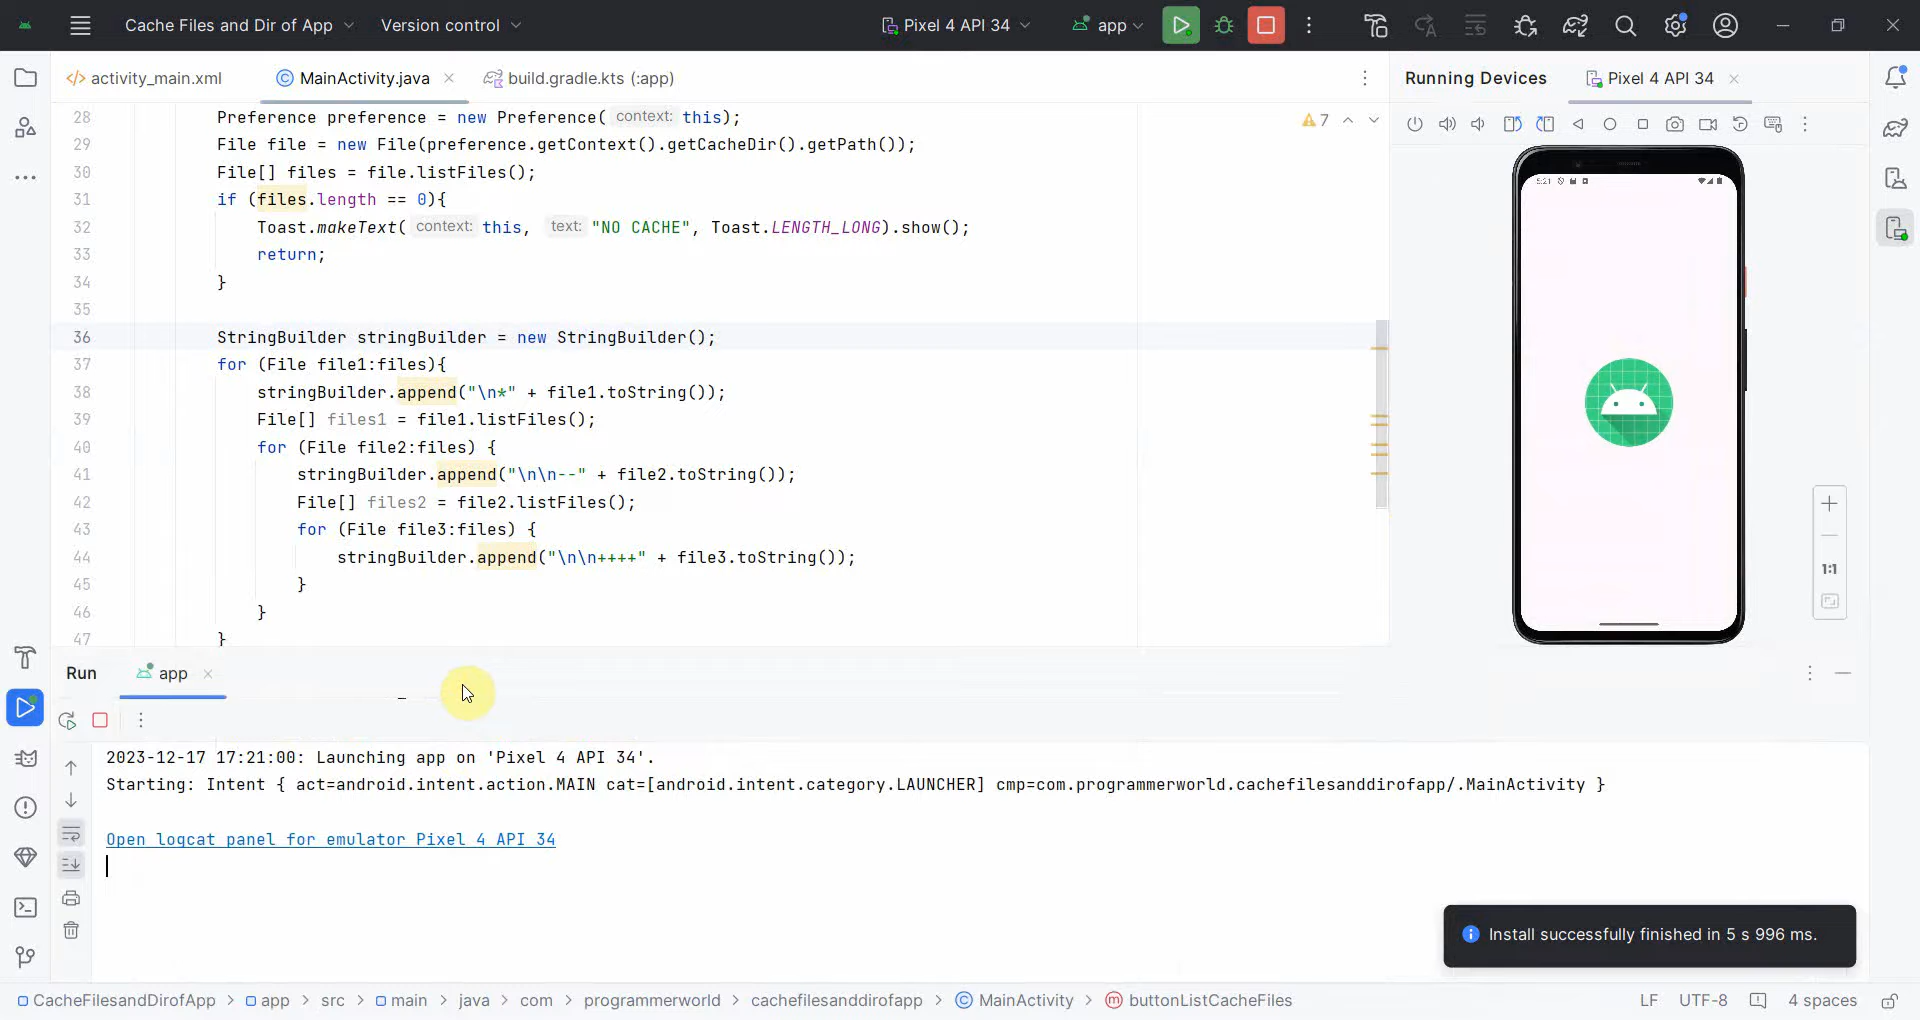 Cache Files and Dir of App
Version control
Pixel 4 API 34
app
activity_main.xml
MainActivity.java
build.gradle.kts (:app)
Running Devices
Pixel 4 API 34
28 Preference preference = new Preference( context: this);
29 File file = new File(preference.getContext().getCacheDir().getPath());
30 File[] files = file.listFiles();
31 if (files.length == 0){
32 Toast.makeText( context: this, text: "NO CACHE", Toast.LENGTH_LONG).show();
33 return;
34 }
35
36 StringBuilder stringBuilder = new StringBuilder();
37 for (File file1:files){
38 stringBuilder.append("\n*" + file1.toString());
39 File[] files1 = file1.listFiles();
40 for (File file2:files) {
41 stringBuilder.append("\n\n--" + file2.toString());
42 File[] files2 = file2.listFiles();
43 for (File file3:files) {
44 stringBuilder.append("\n\n++++" + file3.toString());
45 }
46 }
47 }
7
5:21
1:1
Run
app
2023-12-17 17:21:00: Launching app on 'Pixel 4 API 34'.
Starting: Intent { act=android.intent.action.MAIN cat=[android.intent.category.LAUNCHER] cmp=com.programmerworld.cachefilesanddirofapp/.MainActivity }
Open logcat panel for emulator Pixel 4 API 34
Install successfully finished in 5 s 996 ms.
CacheFilesandDirofApp > app > src > main > java > com > programmerworld > cachefilesanddirofapp > MainActivity > buttonListCacheFiles
LF UTF-8 4 spaces